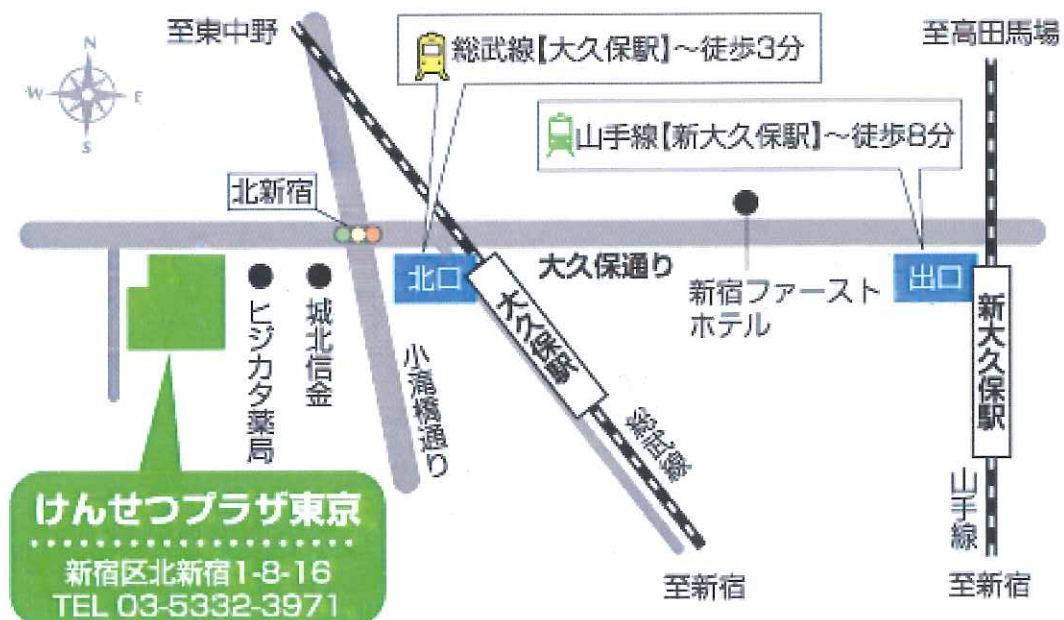 N
W
E
S
至東中野
総武線【大久保駅】～徒歩3分
至高田馬場
山手線【新大久保駅】～徒歩8分
北新宿
北口
大久保通り
新宿ファースト
ホテル
出口
大久保駅
新大久保駅
ヒジカタ薬局
城北信金
小滝橋通り
総武線
山手線
けんせつプラザ東京
新宿区北新宿1-8-16
TEL 03-5332-3971
至新宿
至新宿